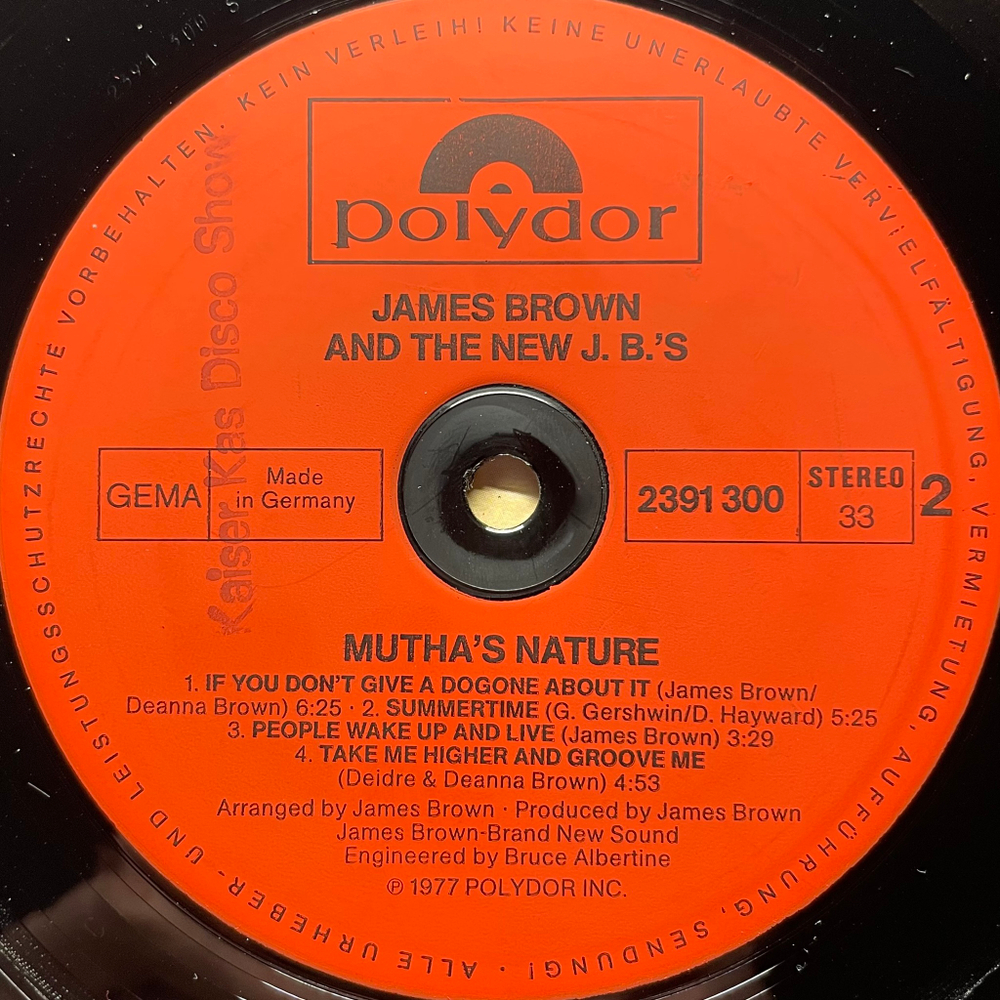 ALLE URHEBER- UND LEISTUNGSSCHUTZRECHTE VORBEHALTEN. KEIN VERLEIH! KEINE UNERLAUBTE VERVIELFÄLTIGUNG, VERMIETUNG, AUFFÜHRUNG, SENDUNG! ·
polydor
JAMES BROWN
AND THE NEW J. B.'S
Kaiser Kas Disco Show
GEMA
Made
in Germany
2391 300
STEREO
33
2
MUTHA'S NATURE
1. IF YOU DON'T GIVE A DOGONE ABOUT IT (James Brown/
Deanna Brown) 6:25 · 2. SUMMERTIME (G. Gershwin/D. Hayward) 5:25
3. PEOPLE WAKE UP AND LIVE (James Brown) 3:29
4. TAKE ME HIGHER AND GROOVE ME
(Deidre & Deanna Brown) 4:53
Arranged by James Brown · Produced by James Brown
James Brown-Brand New Sound
Engineered by Bruce Albertine
℗ 1977 POLYDOR INC.